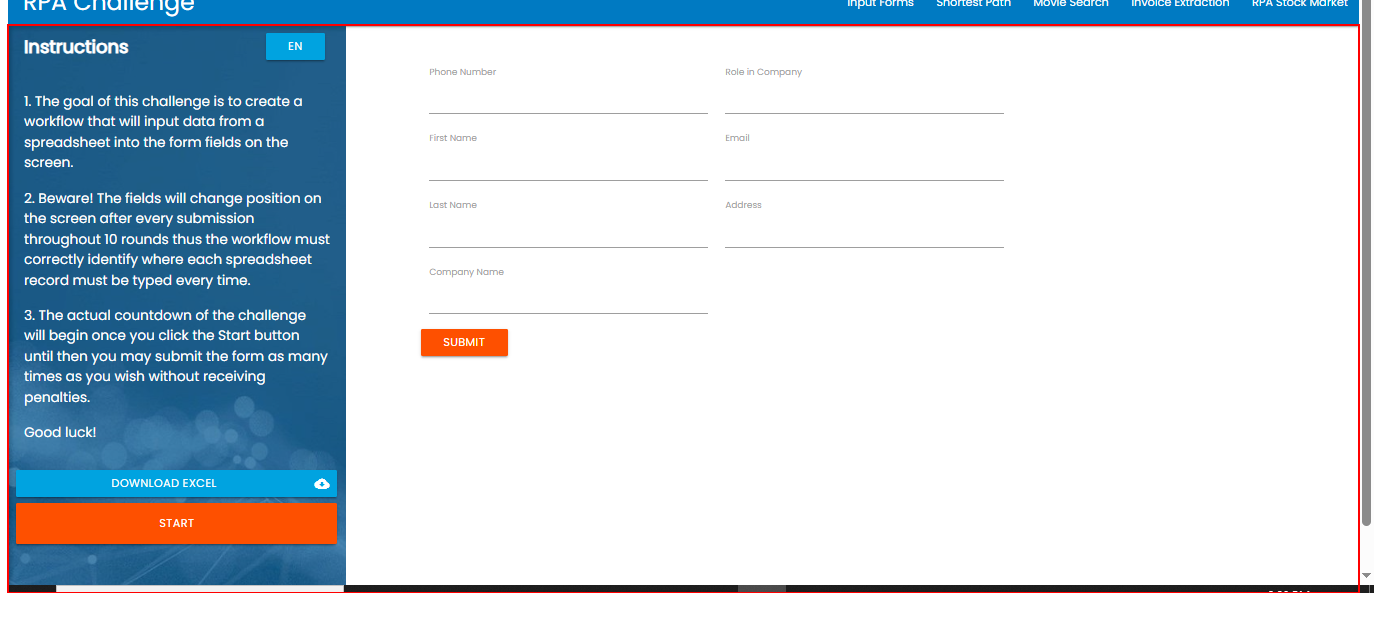 RPA Challenge
Input Forms Shortest Path Movie Search Invoice Extraction RPA Stock Market
Instructions
EN
1. The goal of this challenge is to create a
workflow that will input data from a
spreadsheet into the form fields on the
screen.
2. Beware! The fields will change position on
the screen after every submission
throughout 10 rounds thus the workflow must
correctly identify where each spreadsheet
record must be typed every time.
3. The actual countdown of the challenge
will begin once you click the Start button
until then you may submit the form as many
times as you wish without receiving
penalties.
Good luck!
DOWNLOAD EXCEL
START
Phone Number Role in Company
First Name Email
Last Name Address
Company Name
SUBMIT